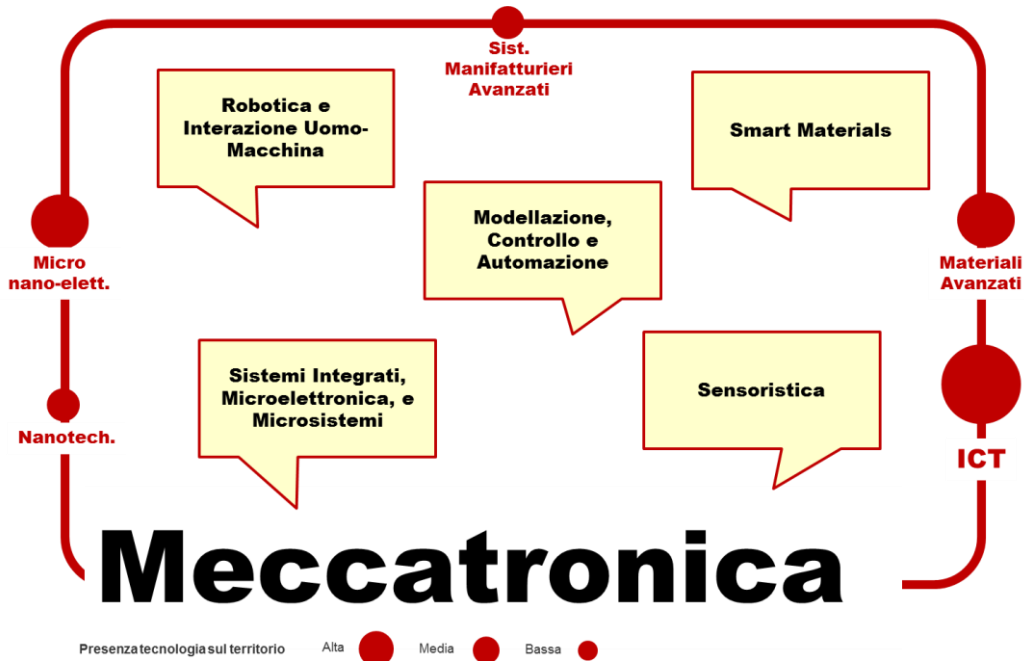 Sist.
Manifatturieri
Avanzati
Robotica e
Interazione Uomo-
Macchina
Smart Materials
Modellazione,
Controllo e
Automazione
Micro
nano-elett.
Materiali
Avanzati
Sistemi Integrati,
Microelettronica, e
Microsistemi
Sensoristica
Nanotech.
ICT
Meccatronica
Presenza tecnologia sul territorio Alta Media Bassa